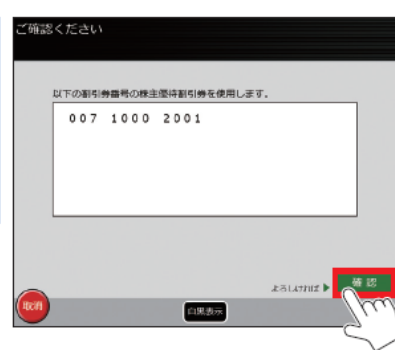 ご確認ください
以下の割引券番号の株主優待割引券を使用します。
007 1000 2001
よろしければ ▶ 確認
取消
白黒表示